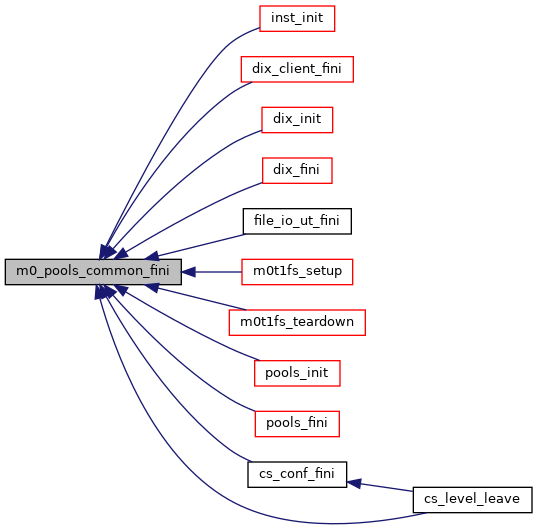 inst_init
dix_client_fini
dix_init
dix_fini
file_io_ut_fini
m0_pools_common_fini
m0t1fs_setup
m0t1fs_teardown
pools_init
pools_fini
cs_conf_fini
cs_level_leave